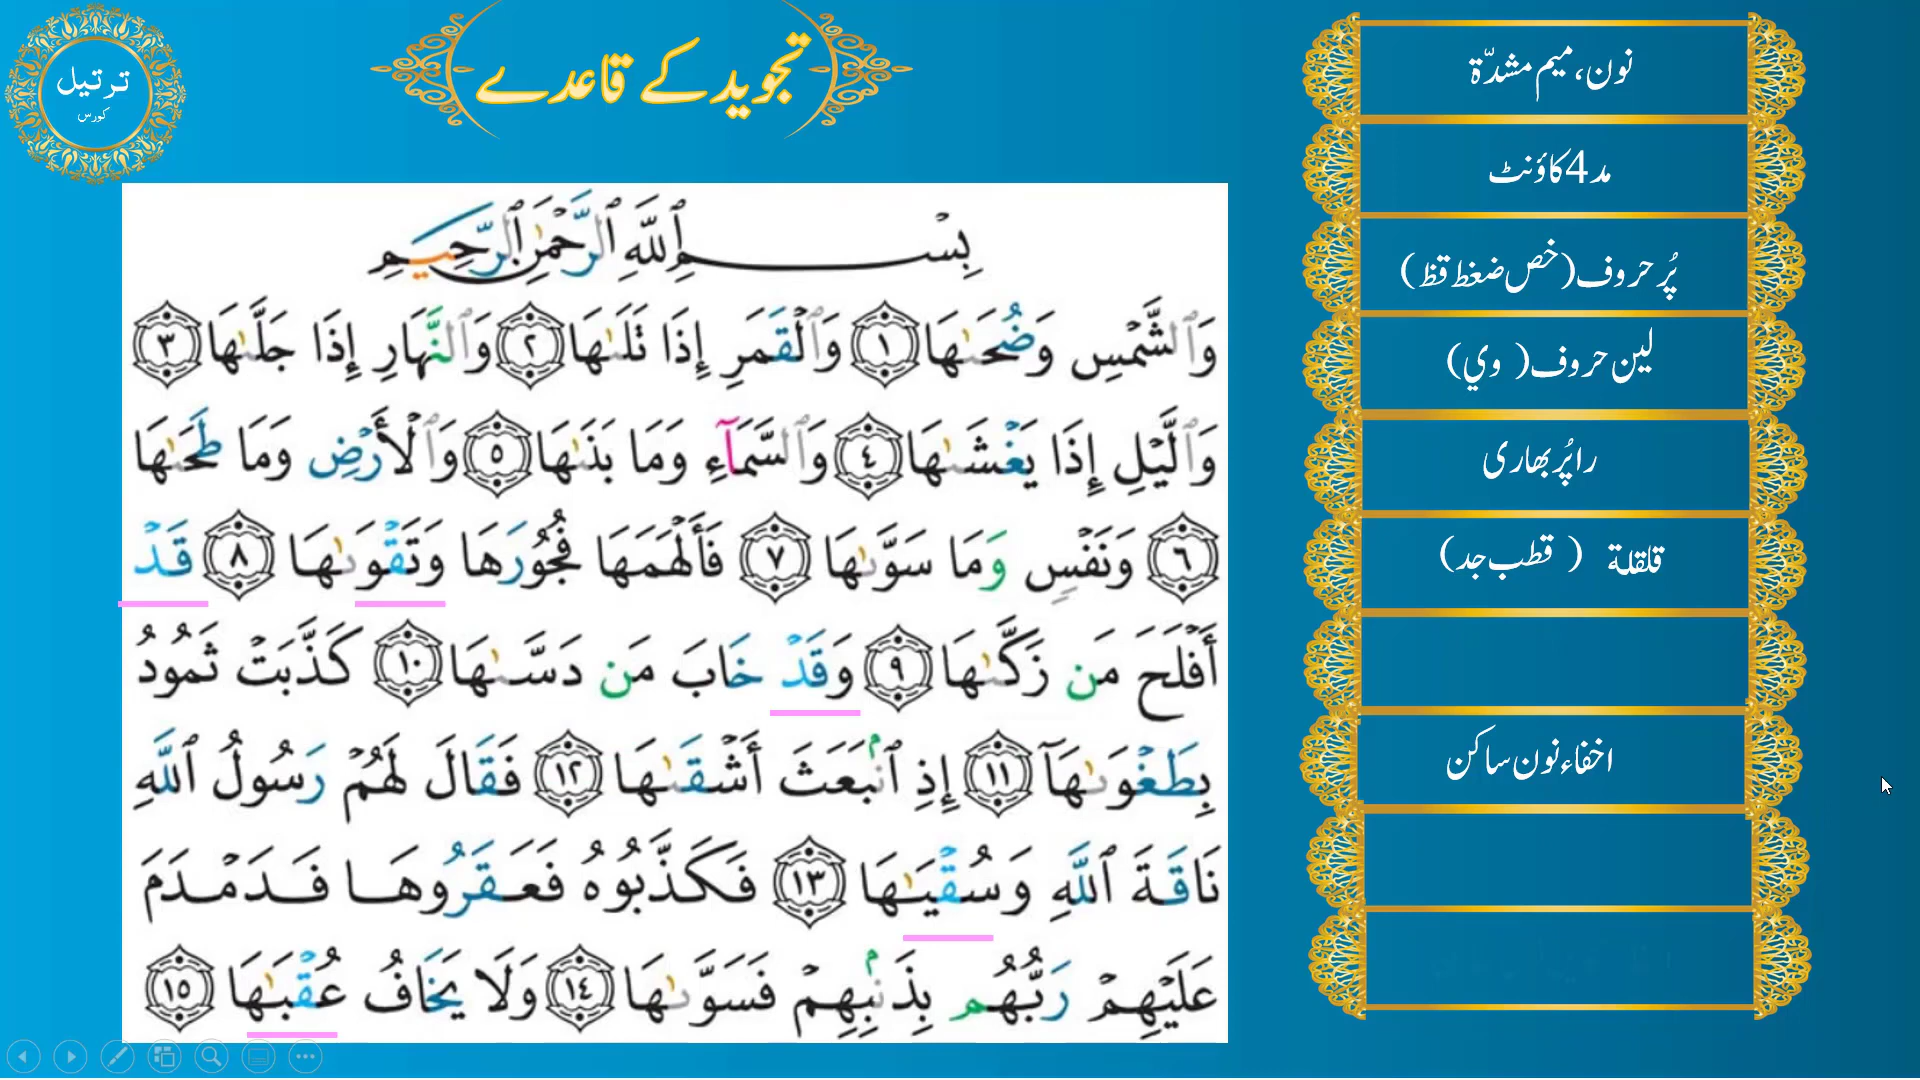 ترتیل
کورس
تجوید کے قاعدے
بِسْمِ ٱللَّهِ ٱلرَّحْمَٰنِ ٱلرَّحِيمِ
وَٱلشَّمْسِ وَضُحَىٰهَا ١ وَٱلْقَمَرِ إِذَا تَلَىٰهَا ٢ وَٱلنَّهَارِ إِذَا جَلَّىٰهَا ٣
وَٱلَّيْلِ إِذَا يَغْشَىٰهَا ٤ وَٱلسَّمَآءِ وَمَا بَنَىٰهَا ٥ وَٱلْأَرْضِ وَمَا طَحَىٰهَا
٦ وَنَفْسٍ وَمَا سَوَّىٰهَا ٧ فَأَلْهَمَهَا فُجُورَهَا وَتَقْوَىٰهَا ٨ قَدْ
أَفْلَحَ مَن زَكَّىٰهَا ٩ وَقَدْ خَابَ مَن دَسَّىٰهَا ١٠ كَذَّبَتْ ثَمُودُ
بِطَغْوَىٰهَآ ١١ إِذِ ٱنۢبَعَثَ أَشْقَىٰهَا ١٢ فَقَالَ لَهُمْ رَسُولُ ٱللَّهِ
نَاقَةَ ٱللَّهِ وَسُقْيَٰهَا ١٣ فَكَذَّبُوهُ فَعَقَرُوهَا فَدَمْدَمَ
عَلَيْهِمْ رَبُّهُم بِذَنۢبِهِمْ فَسَوَّىٰهَا ١٤ وَلَا يَخَافُ عُقْبَٰهَا ١٥
نون، میم مشدّۃ
مد 4 کاؤنٹ
پُر حروف (خص ضغط قظ)
لین حروف ( وي)
را پُر بھاری
قلقلة ( قطب جد)
اخفاء نون ساکن